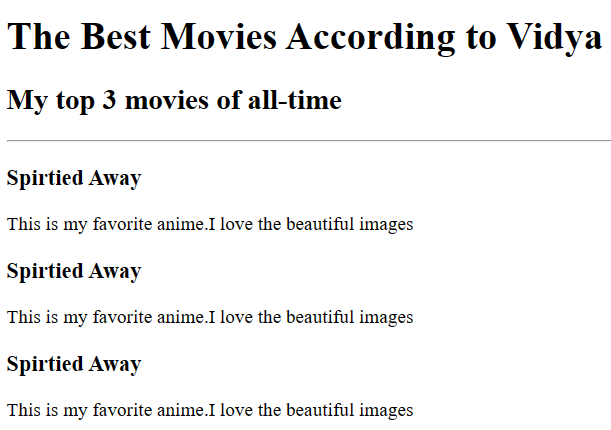 The Best Movies According to Vidya
My top 3 movies of all-time
Spirtied Away
This is my favorite anime.I love the beautiful images
Spirtied Away
This is my favorite anime.I love the beautiful images
Spirtied Away
This is my favorite anime.I love the beautiful images